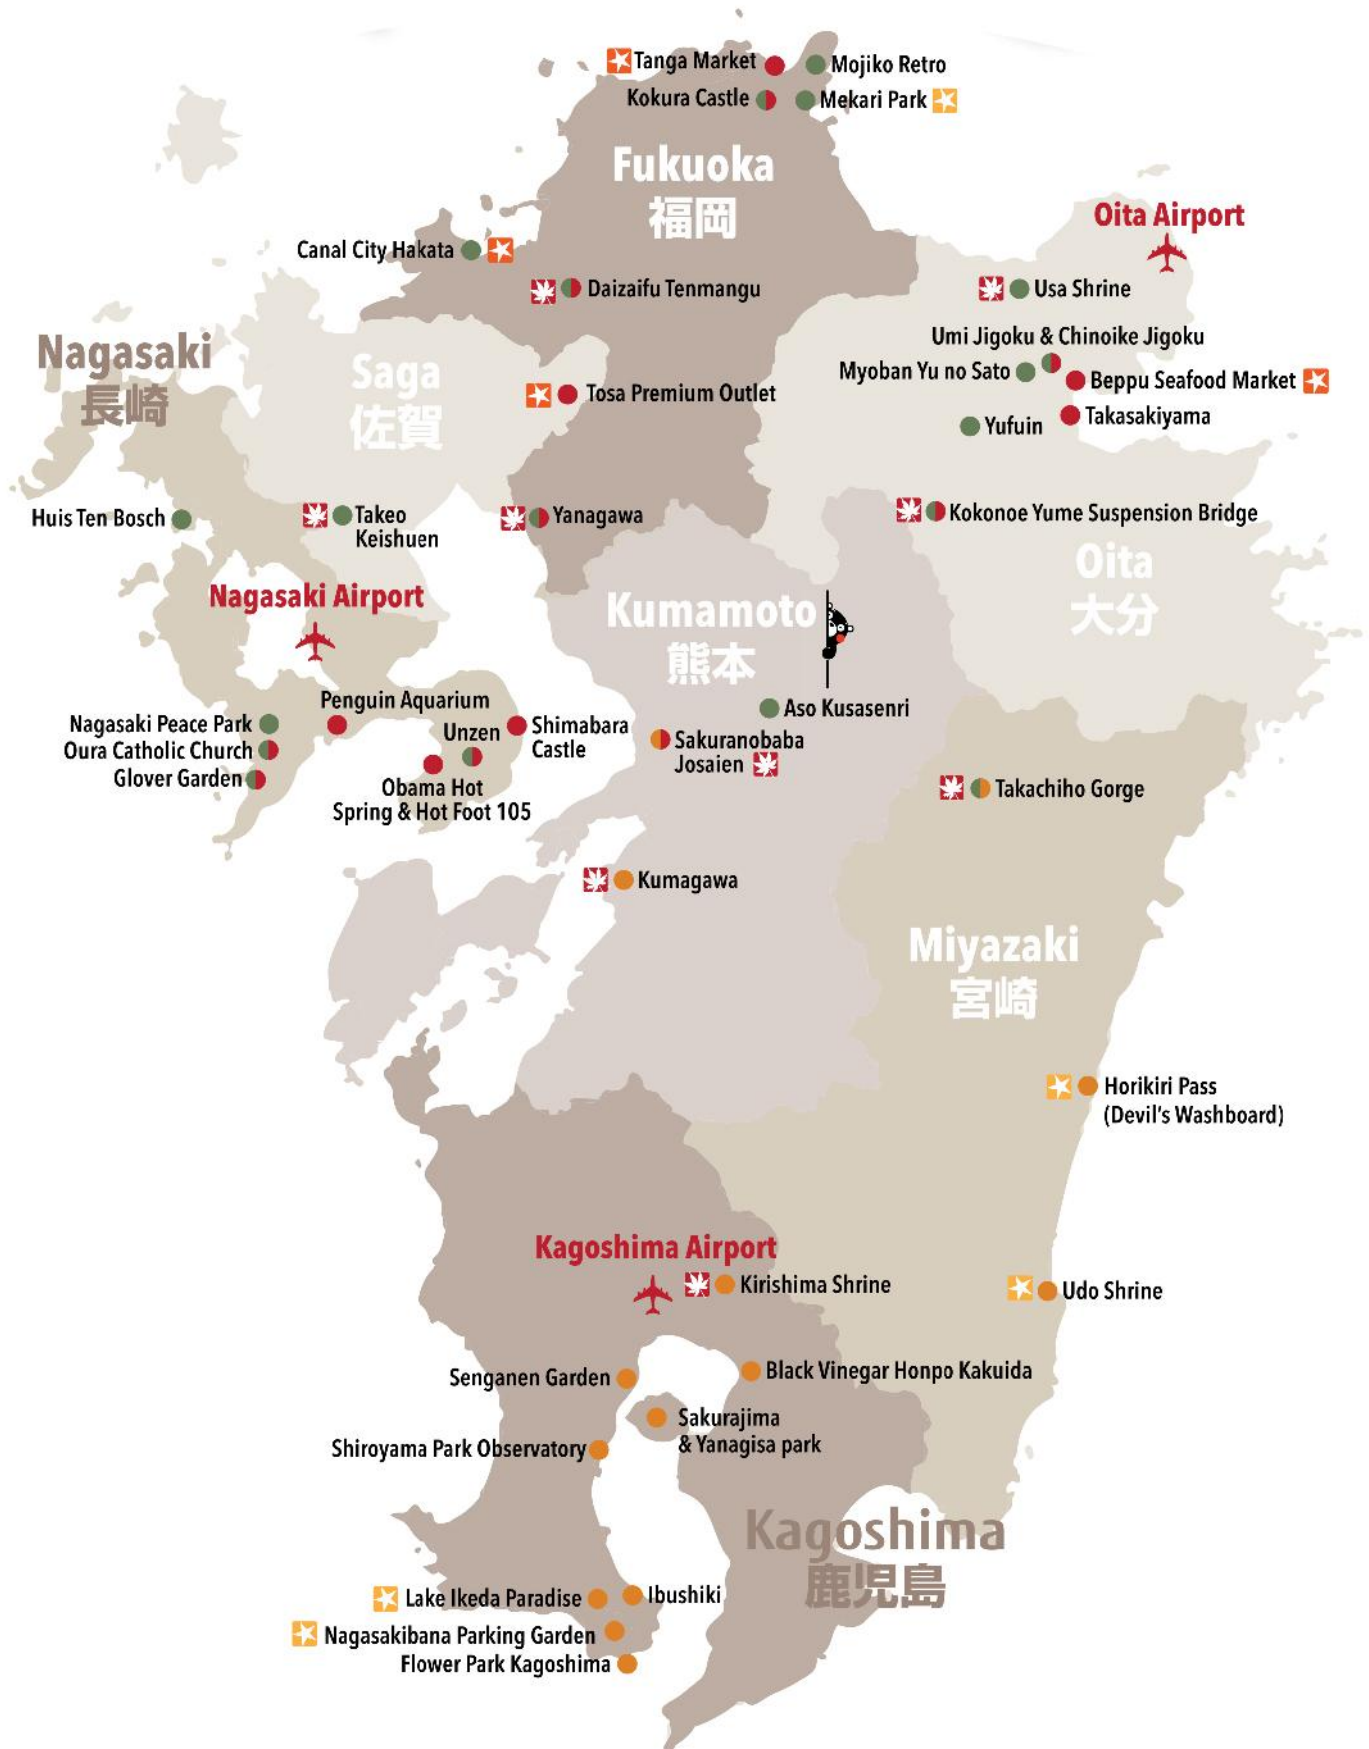 Tanga Market
Mojiko Retro
Kokura Castle
Mekari Park
Fukuoka
福岡
Oita Airport
Canal City Hakata
Daizaifu Tenmangu
Usa Shrine
Umi Jigoku & Chinoike Jigoku
Myoban Yu no Sato
Beppu Seafood Market
Takasakiyama
Yufuin
Nagasaki
長崎
Saga
佐賀
Tosa Premium Outlet
Huis Ten Bosch
Takeo
Keishuen
Yanagawa
Kokonoe Yume Suspension Bridge
Oita
大分
Nagasaki Airport
Kumamoto
熊本
Penguin Aquarium
Nagasaki Peace Park
Oura Catholic Church
Glover Garden
Unzen
Shimabara
Castle
Obama Hot
Spring & Hot Foot 105
Aso Kusasenri
Sakuranobaba
Josaien
Takachiho Gorge
Kumagawa
Miyazaki
宮崎
Horikiri Pass
(Devil's Washboard)
Kagoshima Airport
Kirishima Shrine
Udo Shrine
Senganen Garden
Black Vinegar Honpo Kakuida
Sakurajima
& Yanagisa park
Shiroyama Park Observatory
Kagoshima
鹿児島
Lake Ikeda Paradise
Ibushiki
Nagasakibana Parking Garden
Flower Park Kagoshima